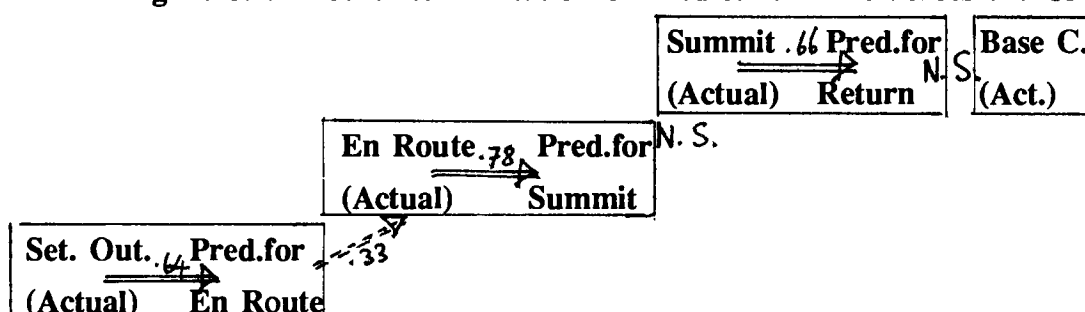 Summit .66 Pred.for
(Actual) Return
N.S.
Base C.
(Act.)
En Route .78 Pred.for
(Actual) Summit
N.S.
Set. Out. .64 Pred.for
(Actual) En Route
.33